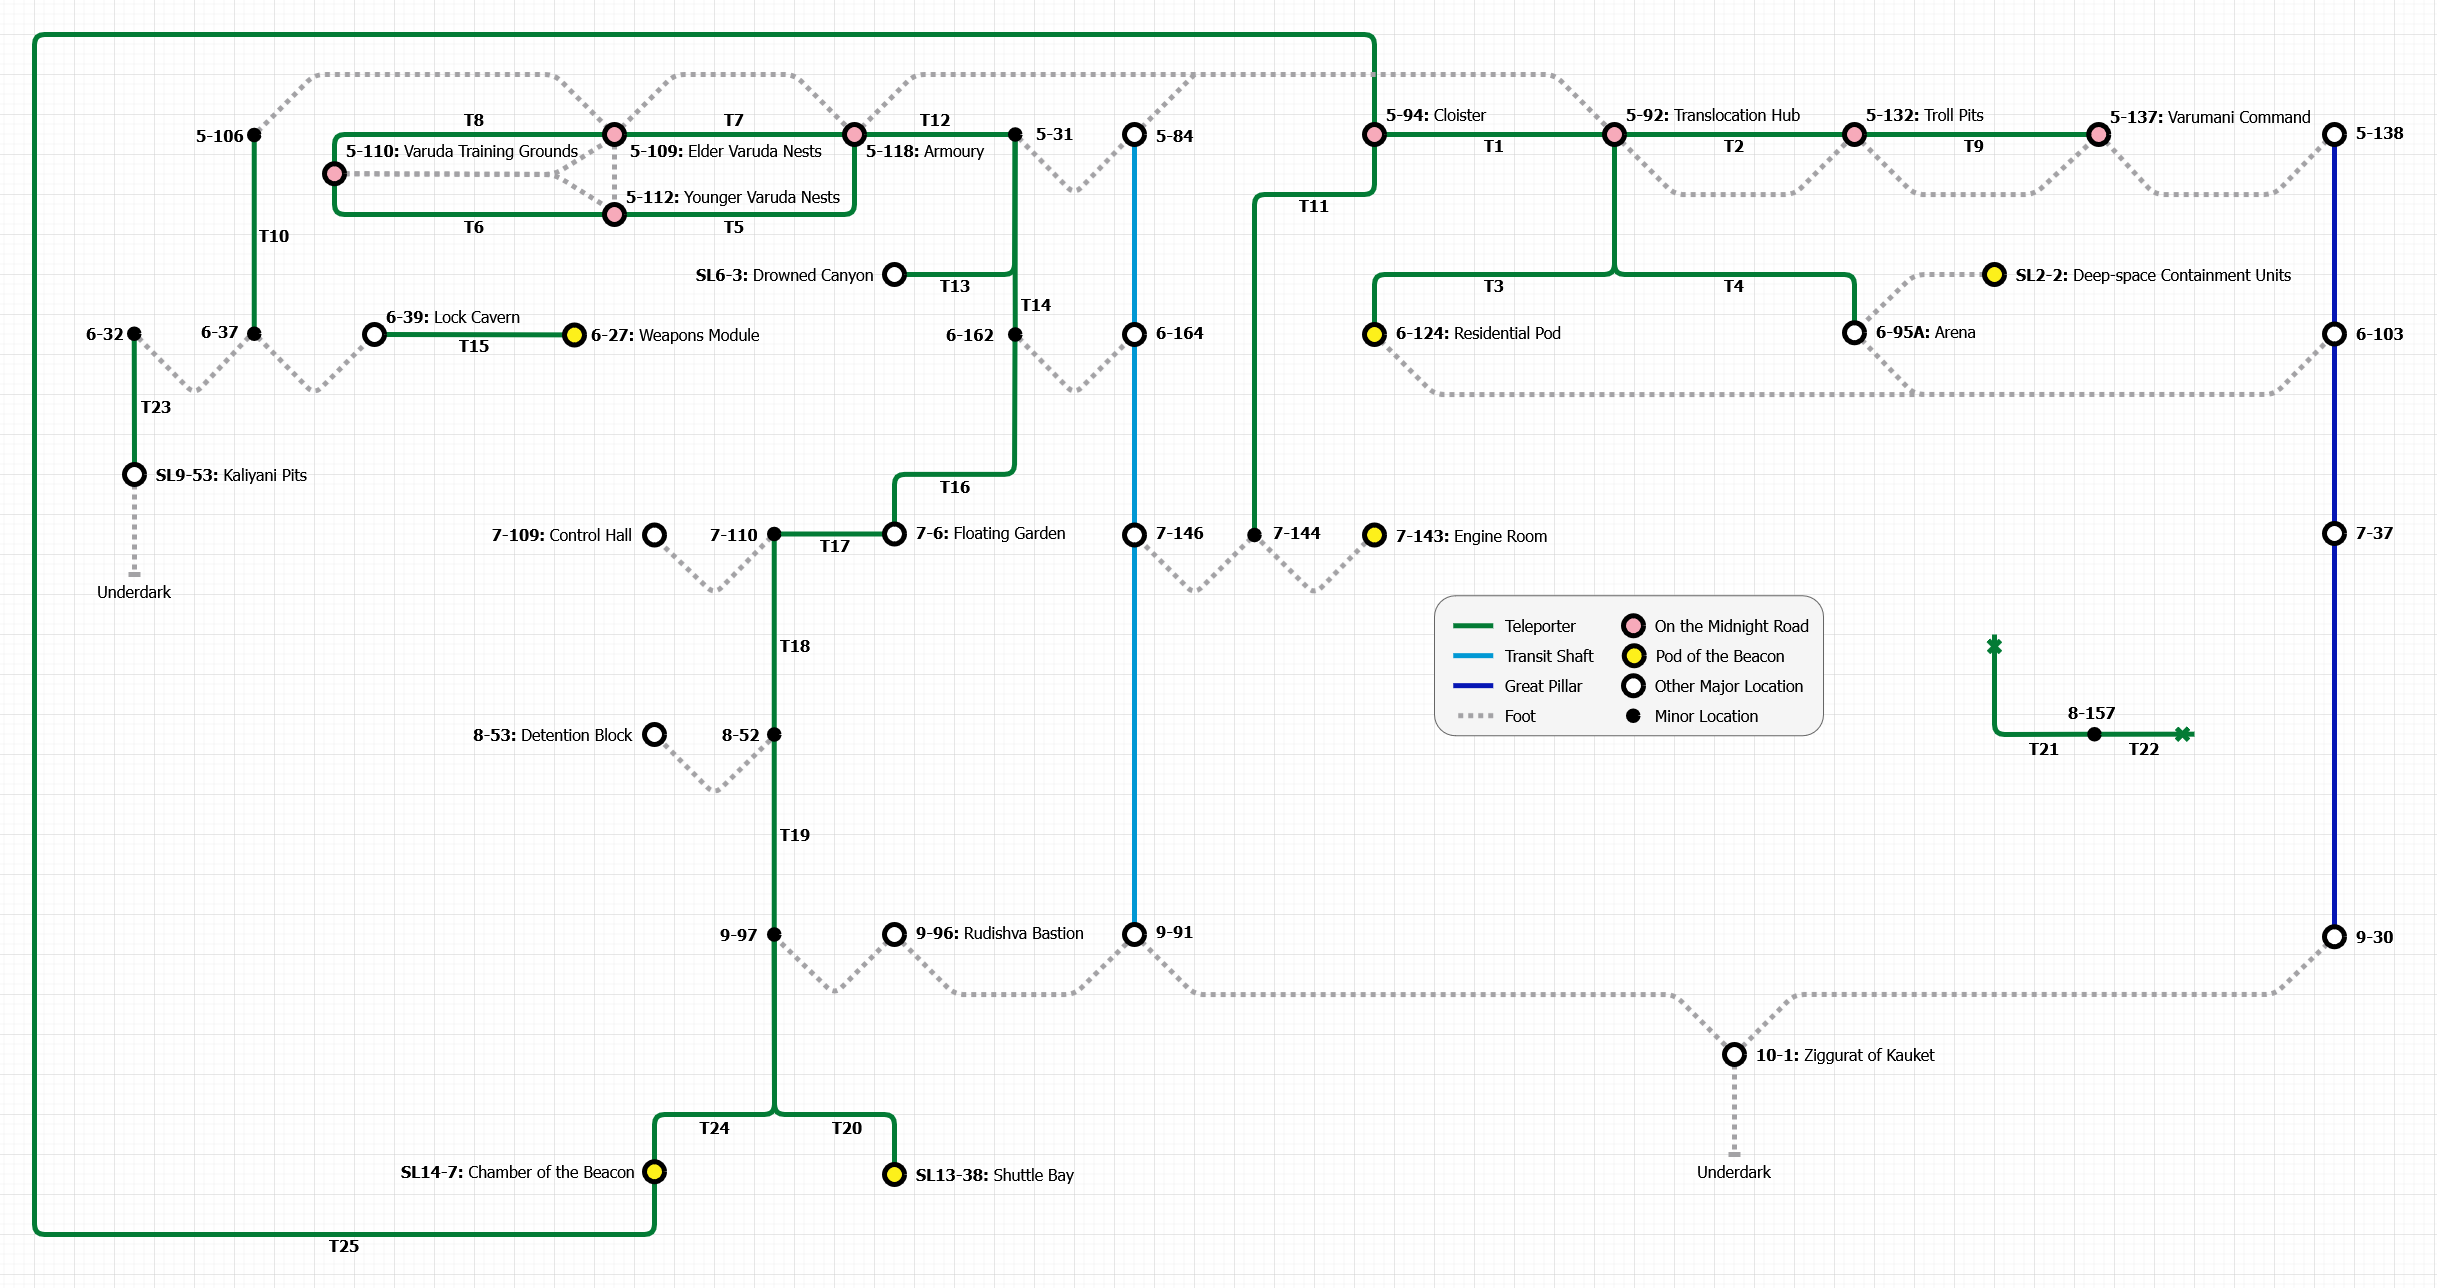 5-94: Cloister
5-92: Translocation Hub
5-132: Troll Pits
5-137: Varumani Command
T8
T7
T12
5-106
5-31
5-84
5-138
5-110: Varuda Training Grounds
5-109: Elder Varuda Nests
5-118: Armoury
T1
T2
T9
5-112: Younger Varuda Nests
T11
T6
T5
T10
SL6-3: Drowned Canyon
SL2-2: Deep-space Containment Units
T13
T3
T4
T14
6-39: Lock Cavern
6-32
6-37
6-27: Weapons Module
6-162
6-164
6-124: Residential Pod
6-95A: Arena
6-103
T15
T23
SL9-53: Kaliyani Pits
T16
7-109: Control Hall
7-110
7-6: Floating Garden
7-146
7-144
7-143: Engine Room
7-37
T17
Underdark
Teleporter
On the Midnight Road
T18
Transit Shaft
Pod of the Beacon
Great Pillar
Other Major Location
Foot
Minor Location
8-157
8-53: Detention Block
8-52
T21
T22
T19
9-97
9-96: Rudishva Bastion
9-91
9-30
10-1: Ziggurat of Kauket
T24
T20
SL14-7: Chamber of the Beacon
SL13-38: Shuttle Bay
Underdark
T25